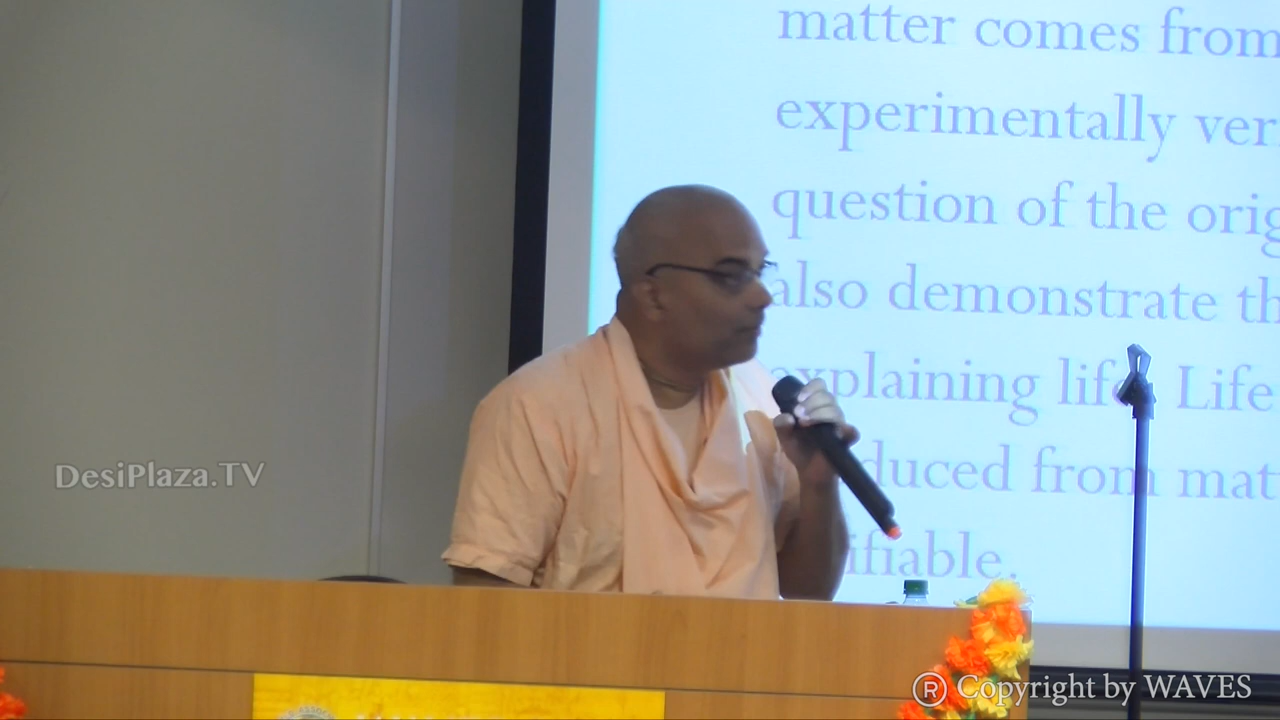 matter comes from
experimentally ver
question of the orig
also demonstrate th
explaining life. Life
duced from mat
ifiable.
DesiPlaza.TV
® Copyright by WAVES